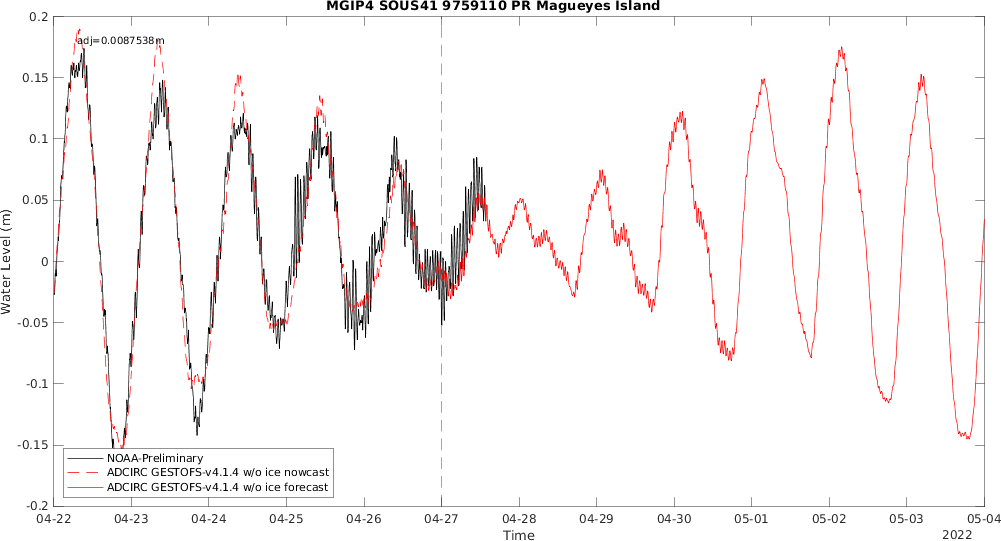 MGIP4 SOUS41 9759110 PR Magueyes Island
adj=0.0087538m
Water Level (m)
0.2
0.15
0.1
0.05
0
-0.05
-0.1
-0.15
-0.2
NOAA-Preliminary
ADCIRC GESTOFS-v4.1.4 w/o ice nowcast
ADCIRC GESTOFS-v4.1.4 w/o ice forecast
04-22 04-23 04-24 04-25 04-26 04-27 04-28 04-29 04-30 05-01 05-02 05-03 05-04
Time
2022